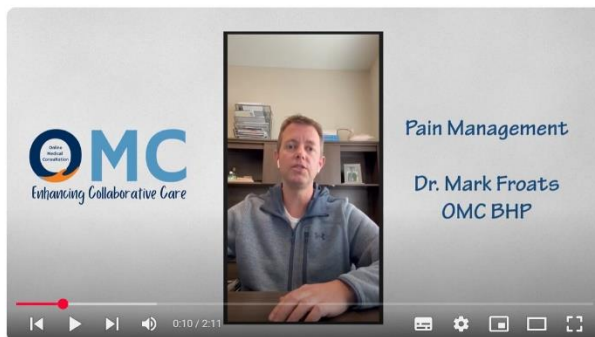 Online
Medical
Consultation
OMC
Enhancing Collaborative Care
Pain Management
Dr. Mark Froats
OMC BHP
0:10 / 2:11